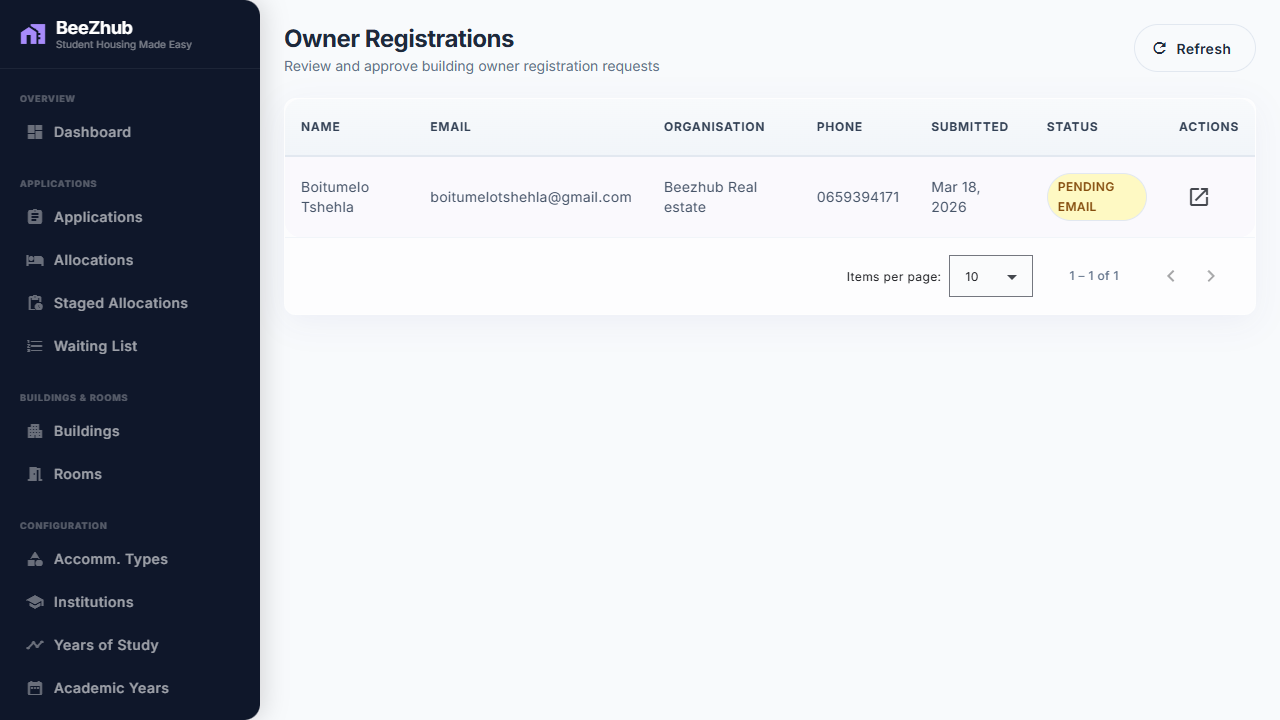 BeeZhub
Student Housing Made Easy
OVERVIEW
Dashboard
APPLICATIONS
Applications
Allocations
Staged Allocations
Waiting List
BUILDINGS & ROOMS
Buildings
Rooms
CONFIGURATION
Accomm. Types
Institutions
Years of Study
Academic Years
Owner Registrations
Review and approve building owner registration requests
Refresh
NAME EMAIL ORGANISATION PHONE SUBMITTED STATUS ACTIONS
Boitumelo
Tshehla
boitumelotshehla@gmail.com
Beezhub Real
estate
0659394171
Mar 18,
2026
PENDING
EMAIL
Items per page: 10 1 – 1 of 1